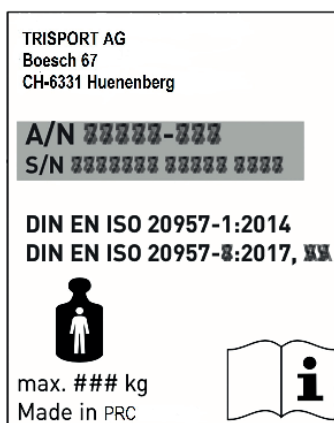 TRISPORT AG
Boesch 67
CH-6331 Huenenberg
A/N
S/N
DIN EN ISO 20957-1:2014
DIN EN ISO 20957-
:2017,
max. ### kg
Made in PRC
i